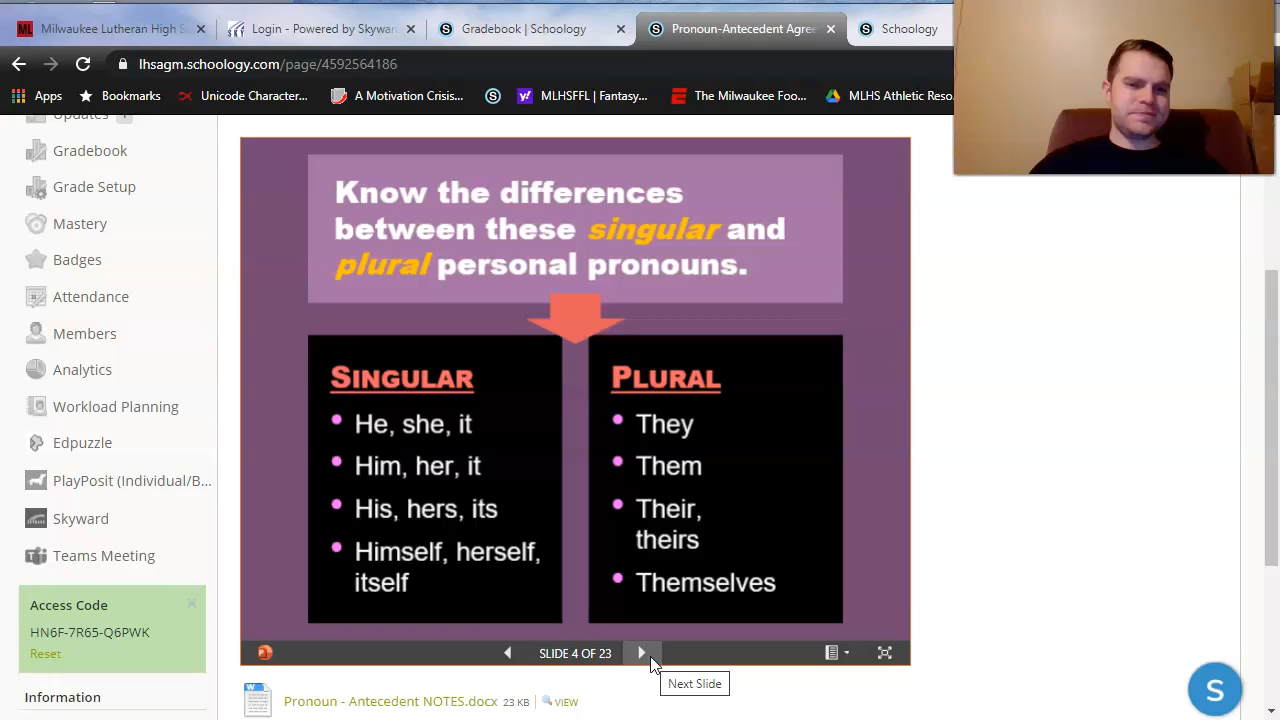 Milwaukee Lutheran High S
Login - Powered by Skywar
Gradebook | Schoology
Pronoun-Antecedent Agre
Schoology
lhsagm.schoology.com/page/4592564186
Apps
Bookmarks
Unicode Character...
A Motivation Crisis...
MLHSFFL | Fantasy...
The Milwaukee Foo...
MLHS Athletic Reso
Updates
Gradebook
Grade Setup
Mastery
Badges
Attendance
Members
Analytics
Workload Planning
Edpuzzle
PlayPosit (Individual/B...
Skyward
Teams Meeting
Access Code
HN6F-7R65-Q6PWK
Reset
Information
Know the differences
between these singular and
plural personal pronouns.
SINGULAR
• He, she, it
• Him, her, it
• His, hers, its
• Himself, herself,
itself
PLURAL
• They
• Them
• Their,
theirs
• Themselves
SLIDE 4 OF 23
Next Slide
Pronoun - Antecedent NOTES.docx 23 KB VIEW
S